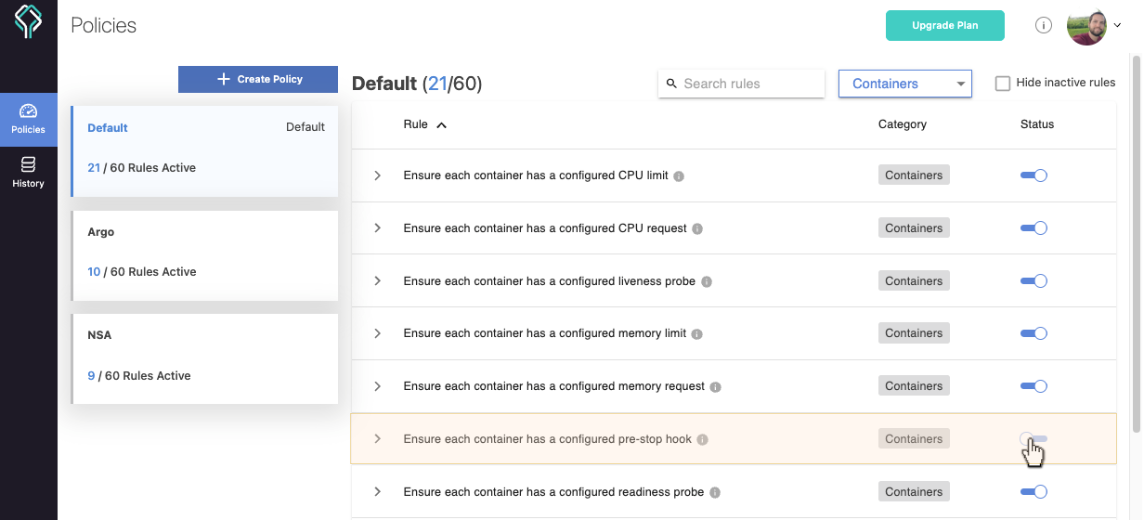 Policies
Upgrade Plan
Policies
History
+ Create Policy
Default Default
21 / 60 Rules Active
Argo
10 / 60 Rules Active
NSA
9 / 60 Rules Active
Default (21/60)
Search rules
Containers
Hide inactive rules
Rule Category Status
Ensure each container has a configured CPU limit Containers
Ensure each container has a configured CPU request Containers
Ensure each container has a configured liveness probe Containers
Ensure each container has a configured memory limit Containers
Ensure each container has a configured memory request Containers
Ensure each container has a configured pre-stop hook Containers
Ensure each container has a configured readiness probe Containers